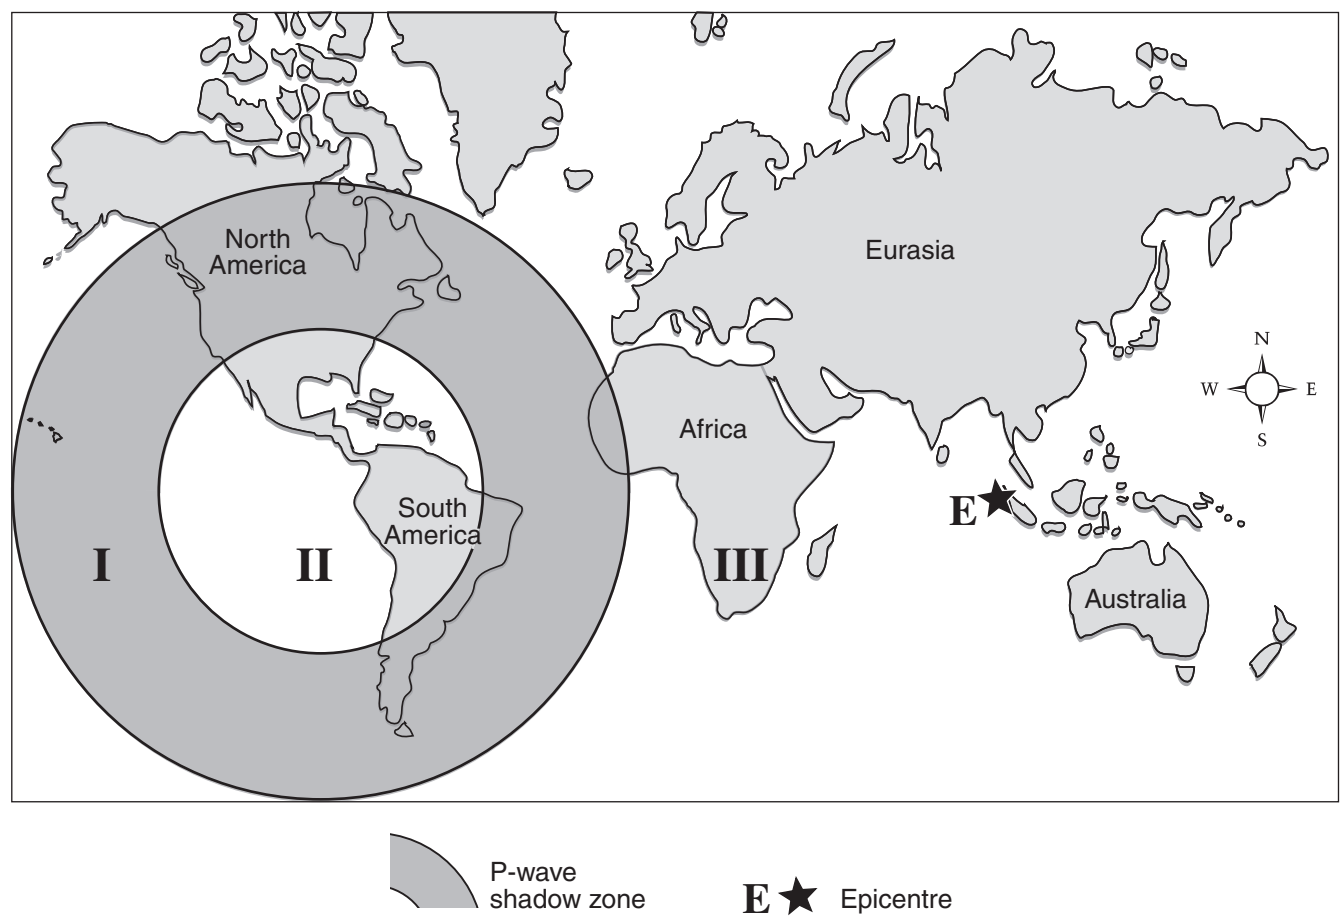 North
America
Eurasia
N
W
E
S
Africa
South
America
E
I
II
III
Australia
P-wave
shadow zone
E
Epicentre